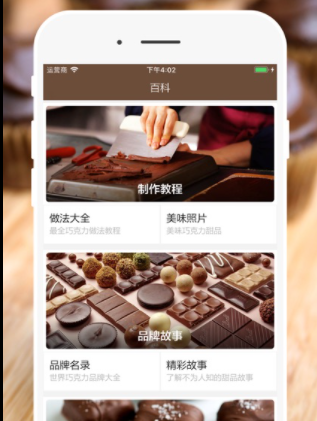 运营商 下午4:02
百科
制作教程
做法大全 美味照片
最全巧克力做法教程 美味巧克力甜品
品牌故事
品牌名录 精彩故事
世界巧克力品牌大全 了解不为人知的甜品故事